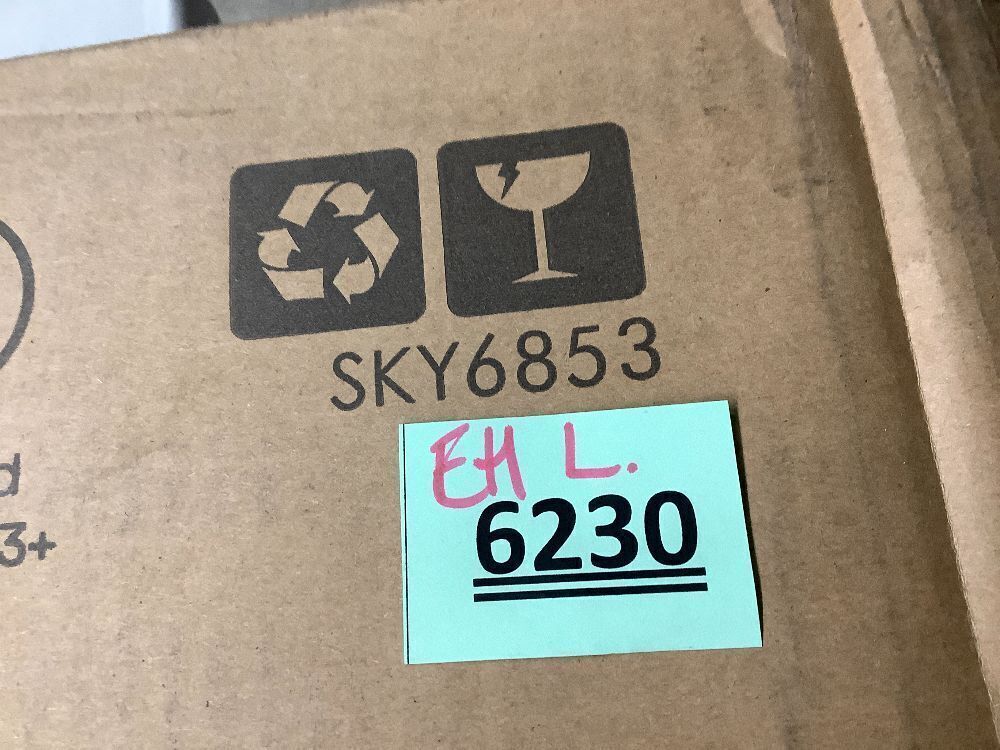 SKY6853
EH L.
6230
d
3+